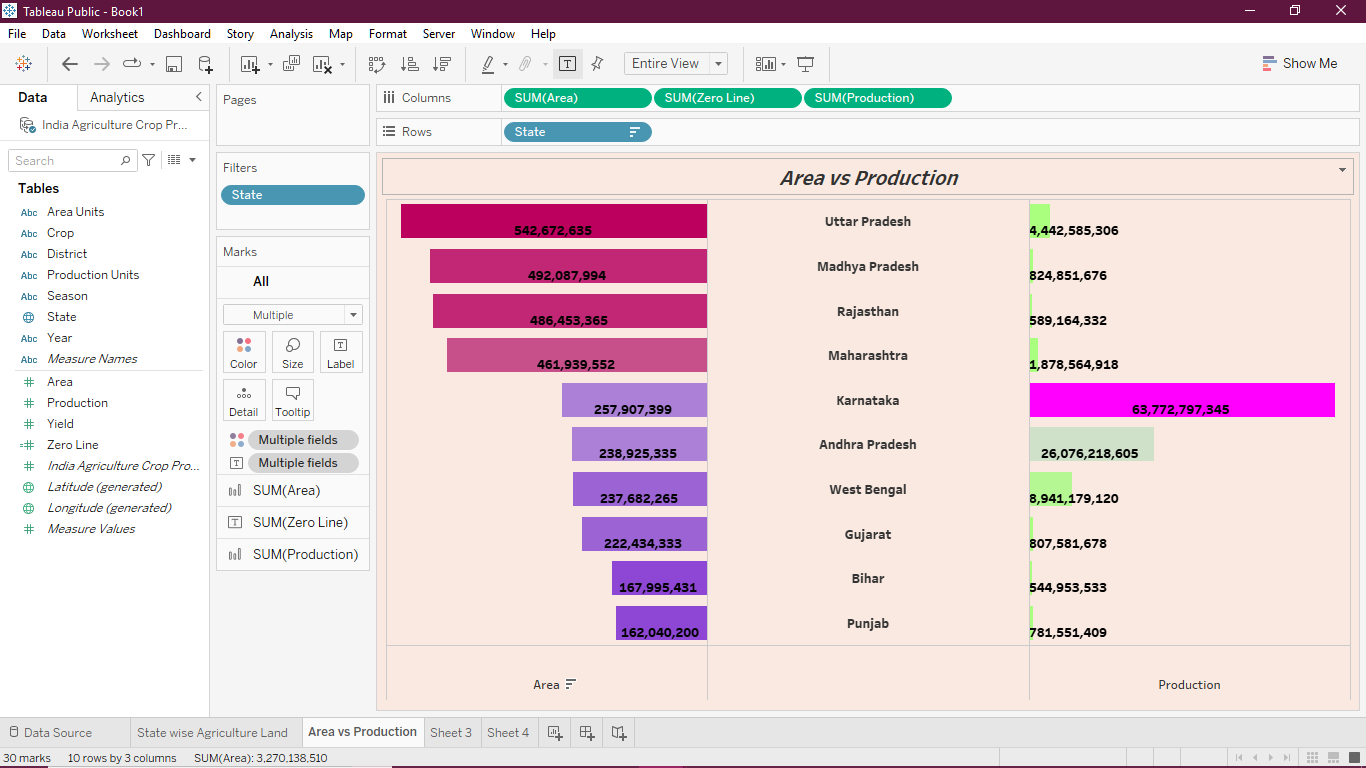 Tableau Public - Book1
File Data Worksheet Dashboard Story Analysis Map Format Server Window Help
Entire View
Show Me
Data Analytics
India Agriculture Crop Pr...
Search
Tables
Abc Area Units
Abc Crop
Abc District
Abc Production Units
Abc Season
State
Abc Year
Abc Measure Names
Area
Production
Yield
Zero Line
India Agriculture Crop Pro...
Latitude (generated)
Longitude (generated)
Measure Values
Pages
Filters
State
Marks
All
Multiple
Color Size Label
Detail Tooltip
Multiple fields
Multiple fields
SUM(Area)
SUM(Zero Line)
SUM(Production)
Columns SUM(Area) SUM(Zero Line) SUM(Production)
Rows State
Area vs Production
542,672,635 Uttar Pradesh 4,442,585,306
492,087,994 Madhya Pradesh 824,851,676
486,453,365 Rajasthan 589,164,332
461,939,552 Maharashtra 1,878,564,918
257,907,399 Karnataka 63,772,797,345
238,925,335 Andhra Pradesh 26,076,218,605
237,682,265 West Bengal 8,941,179,120
222,434,333 Gujarat 807,581,678
167,995,431 Bihar 544,953,533
162,040,200 Punjab 781,551,409
Area Production
Data Source State wise Agriculture Land Area vs Production Sheet 3 Sheet 4
30 marks 10 rows by 3 columns SUM(Area): 3,270,138,510